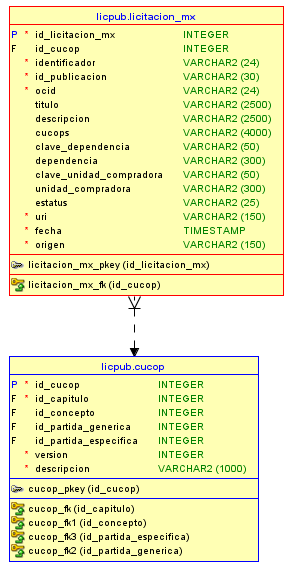 licpub.licitacion_mx
P * id_licitacion_mx INTEGER
F id_cucop INTEGER
* identificador VARCHAR2 (24)
* id_publicacion VARCHAR2 (30)
* ocid VARCHAR2 (24)
titulo VARCHAR2 (2500)
descripcion VARCHAR2 (2500)
cucops VARCHAR2 (4000)
clave_dependencia VARCHAR2 (50)
dependencia VARCHAR2 (300)
clave_unidad_compradora VARCHAR2 (50)
unidad_compradora VARCHAR2 (300)
estatus VARCHAR2 (25)
* uri VARCHAR2 (150)
* fecha TIMESTAMP
* origen VARCHAR2 (150)
licitacion_mx_pkey (id_licitacion_mx)
licitacion_mx_fk (id_cucop)
licpub.cucop
P * id_cucop INTEGER
F * id_capitulo INTEGER
F id_concepto INTEGER
F id_partida_generica INTEGER
F id_partida_especifica INTEGER
* version INTEGER
* descripcion VARCHAR2 (1000)
cucop_pkey (id_cucop)
cucop_fk (id_capitulo)
cucop_fk1 (id_concepto)
cucop_fk3 (id_partida_especifica)
cucop_fk2 (id_partida_generica)